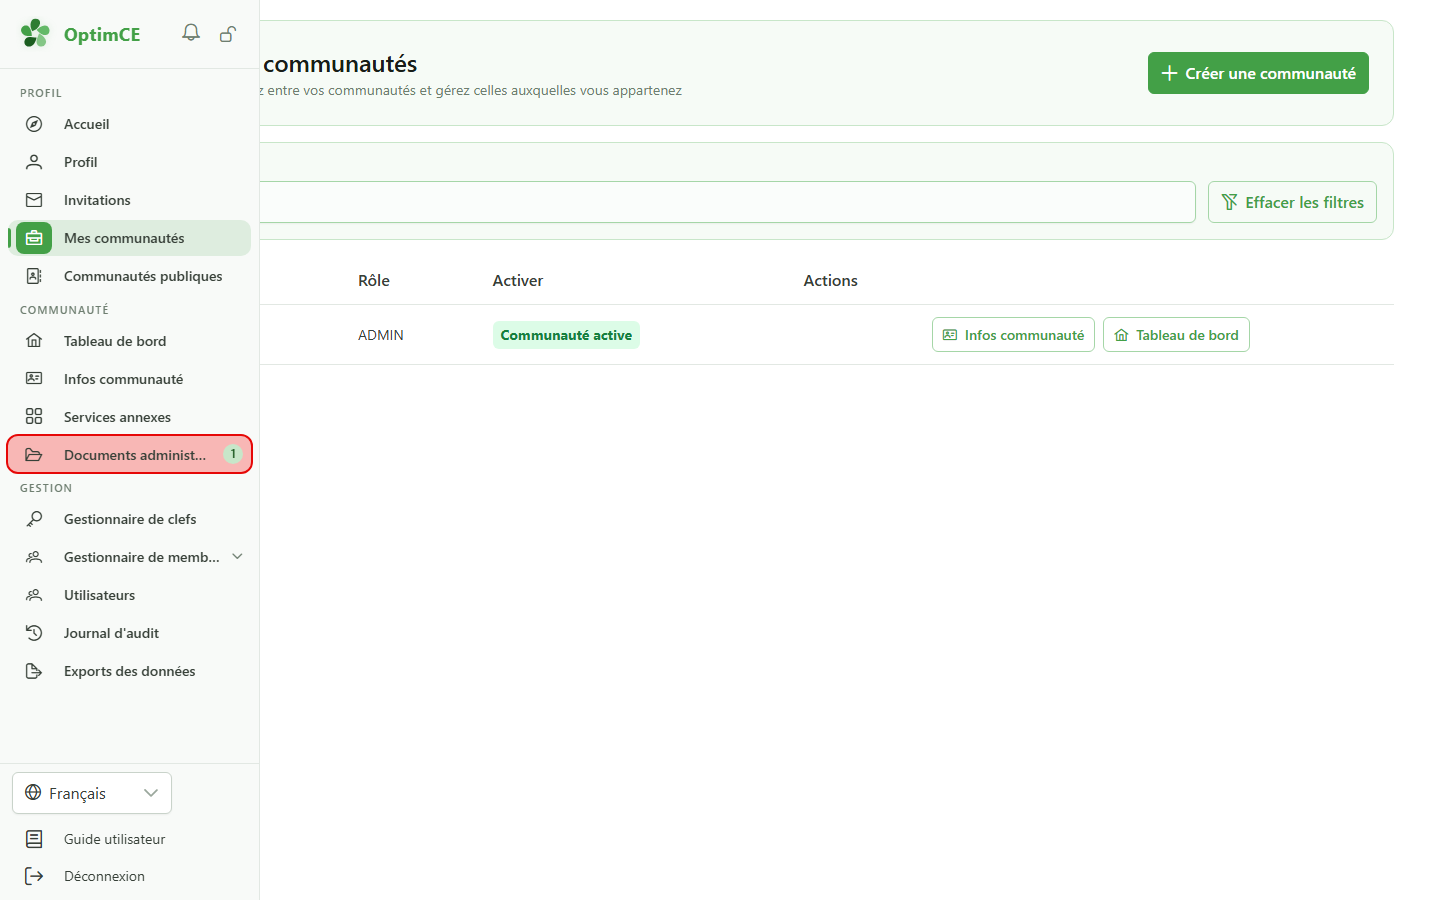 OptimCE
PROFIL
Accueil
Profil
Invitations
Mes communautés
Communautés publiques
COMMUNAUTÉ
Tableau de bord
Infos communauté
Services annexes
Documents administ... 1
GESTION
Gestionnaire de clefs
Gestionnaire de memb...
Utilisateurs
Journal d'audit
Exports des données
Français
Guide utilisateur
Déconnexion
communautés
entre vos communautés et gérez celles auxquelles vous appartenez
Créer une communauté
Effacer les filtres
Rôle Activer Actions
ADMIN Communauté active Infos communauté Tableau de bord